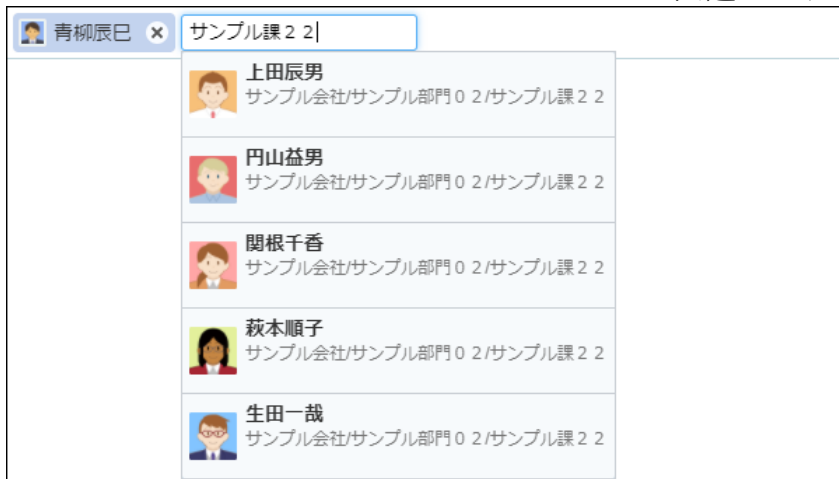 青柳辰巳 × サンプル課２２
上田辰男
サンプル会社/サンプル部門０２/サンプル課２２
円山益男
サンプル会社/サンプル部門０２/サンプル課２２
関根千香
サンプル会社/サンプル部門０２/サンプル課２２
萩本順子
サンプル会社/サンプル部門０２/サンプル課２２
生田一哉
サンプル会社/サンプル部門０２/サンプル課２２